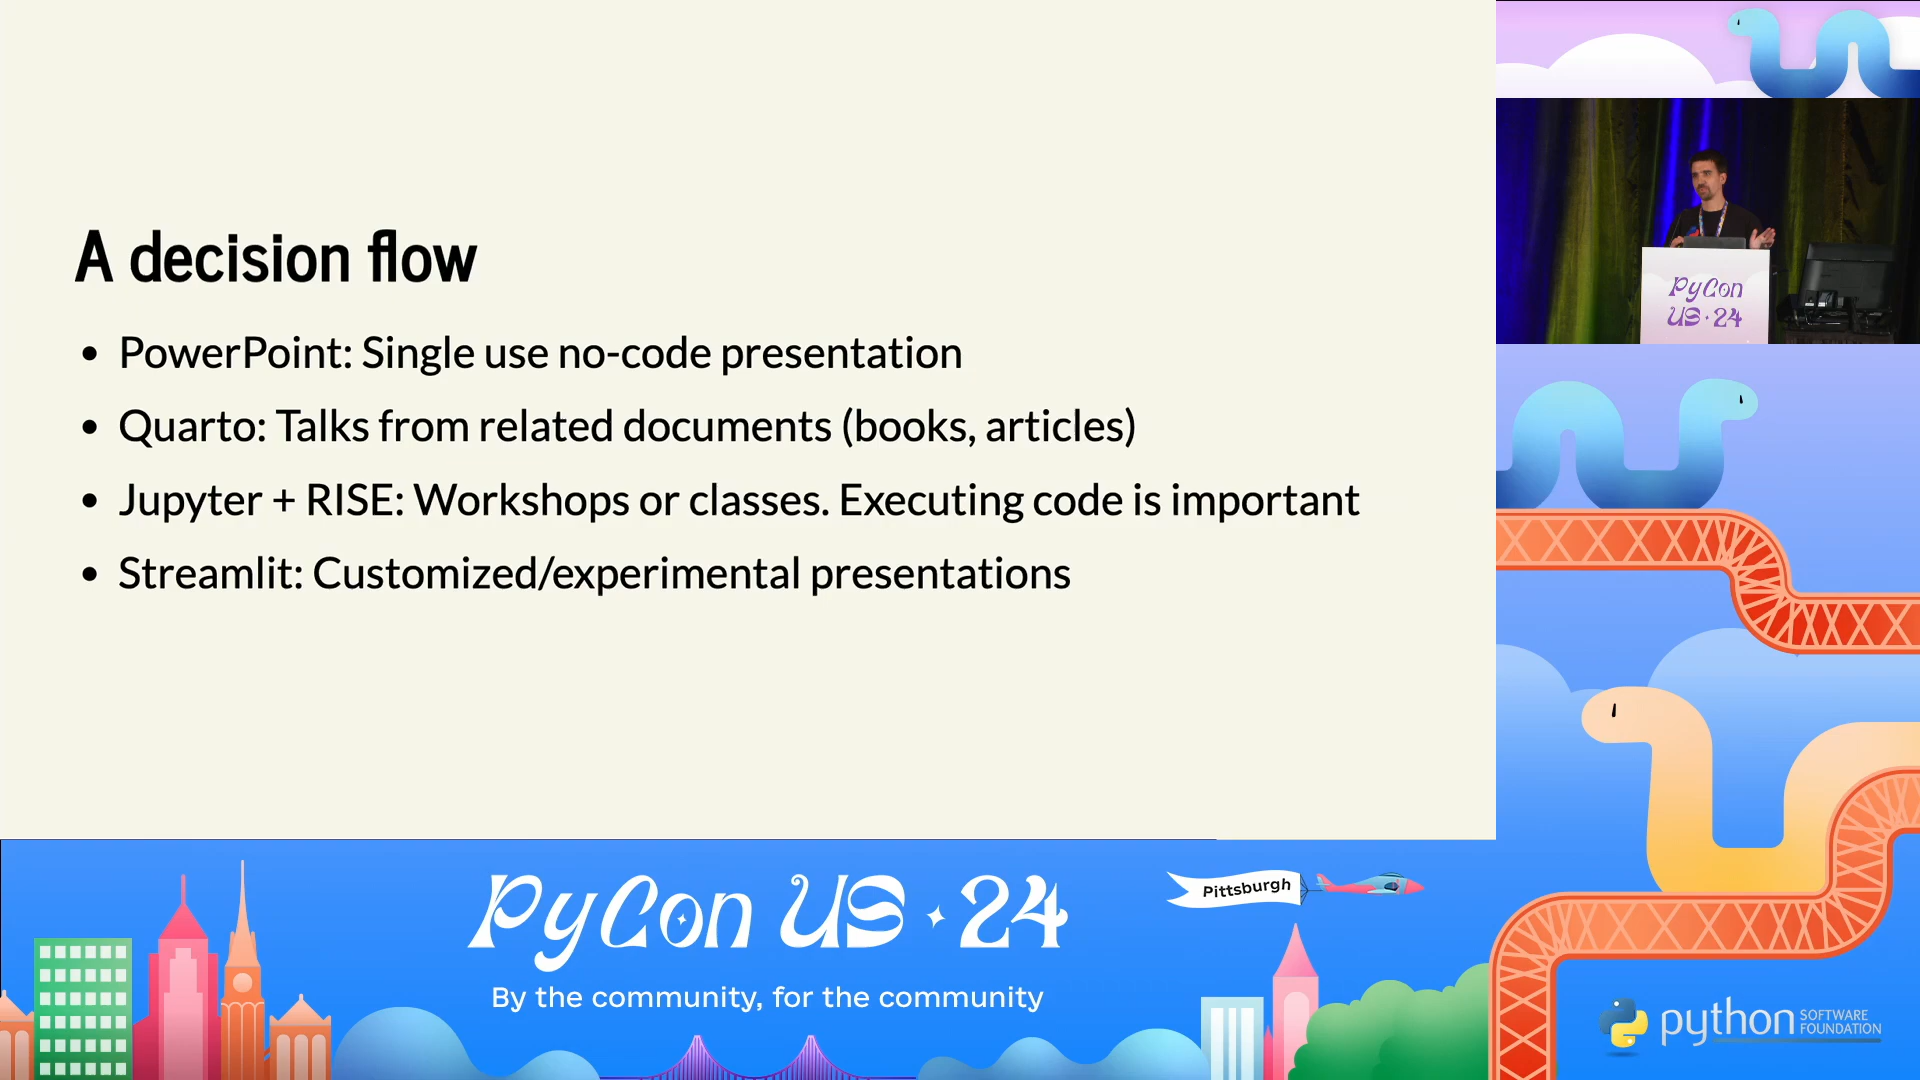 A decision flow
PowerPoint: Single use no-code presentation
Quarto: Talks from related documents (books, articles)
Jupyter + RISE: Workshops or classes. Executing code is important
Streamlit: Customized/experimental presentations
PyCon
US · 24
PyCon US · 24
By the community, for the community
Pittsburgh
python SOFTWARE
FOUNDATION